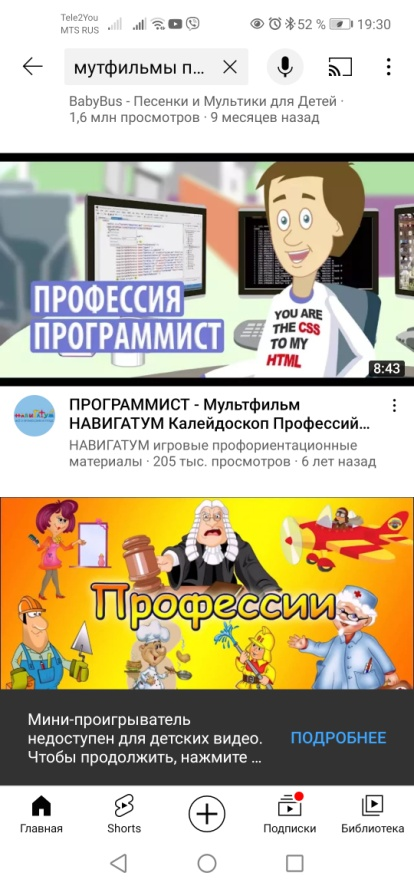 Tele2You
MTS RUS
52 %
19:30
мутфильмы п...
BabyBus - Песенки и Мультики для Детей ·
1,6 млн просмотров · 9 месяцев назад
ПРОФЕССИЯ
ПРОГРАММИСТ
YOU ARE
THE CSS
TO MY
HTML
8:43
ПРОГРАММИСТ - Мультфильм
НАВИГАТУМ Калейдоскоп Профессий...
НАВИГАТУМ игровые профориентационные
материалы · 205 тыс. просмотров · 6 лет назад
Профессии
Мини-проигрыватель
недоступен для детских видео.
Чтобы продолжить, нажмите ...
ПОДРОБНЕЕ
Главная
Shorts
Подписки
Библиотека